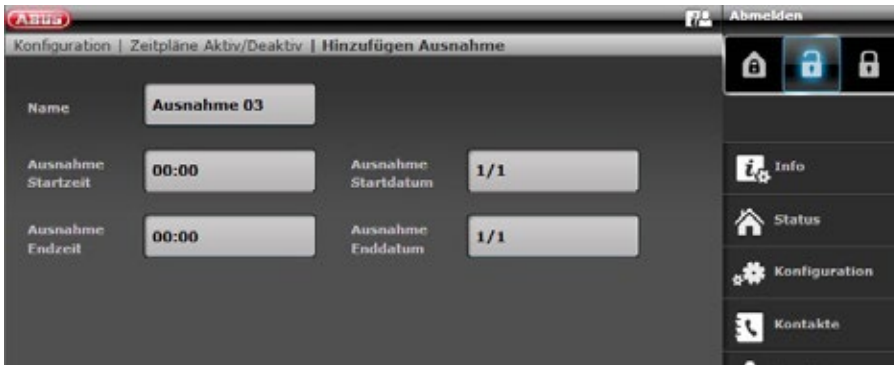 ABUS
Abmelden
Konfiguration | Zeitpläne Aktiv/Deaktiv | Hinzufügen Ausnahme
Name
Ausnahme 03
Ausnahme
Startzeit
00:00
Ausnahme
Startdatum
1/1
Ausnahme
Endzeit
00:00
Ausnahme
Enddatum
1/1
Info
Status
Konfiguration
Kontakte